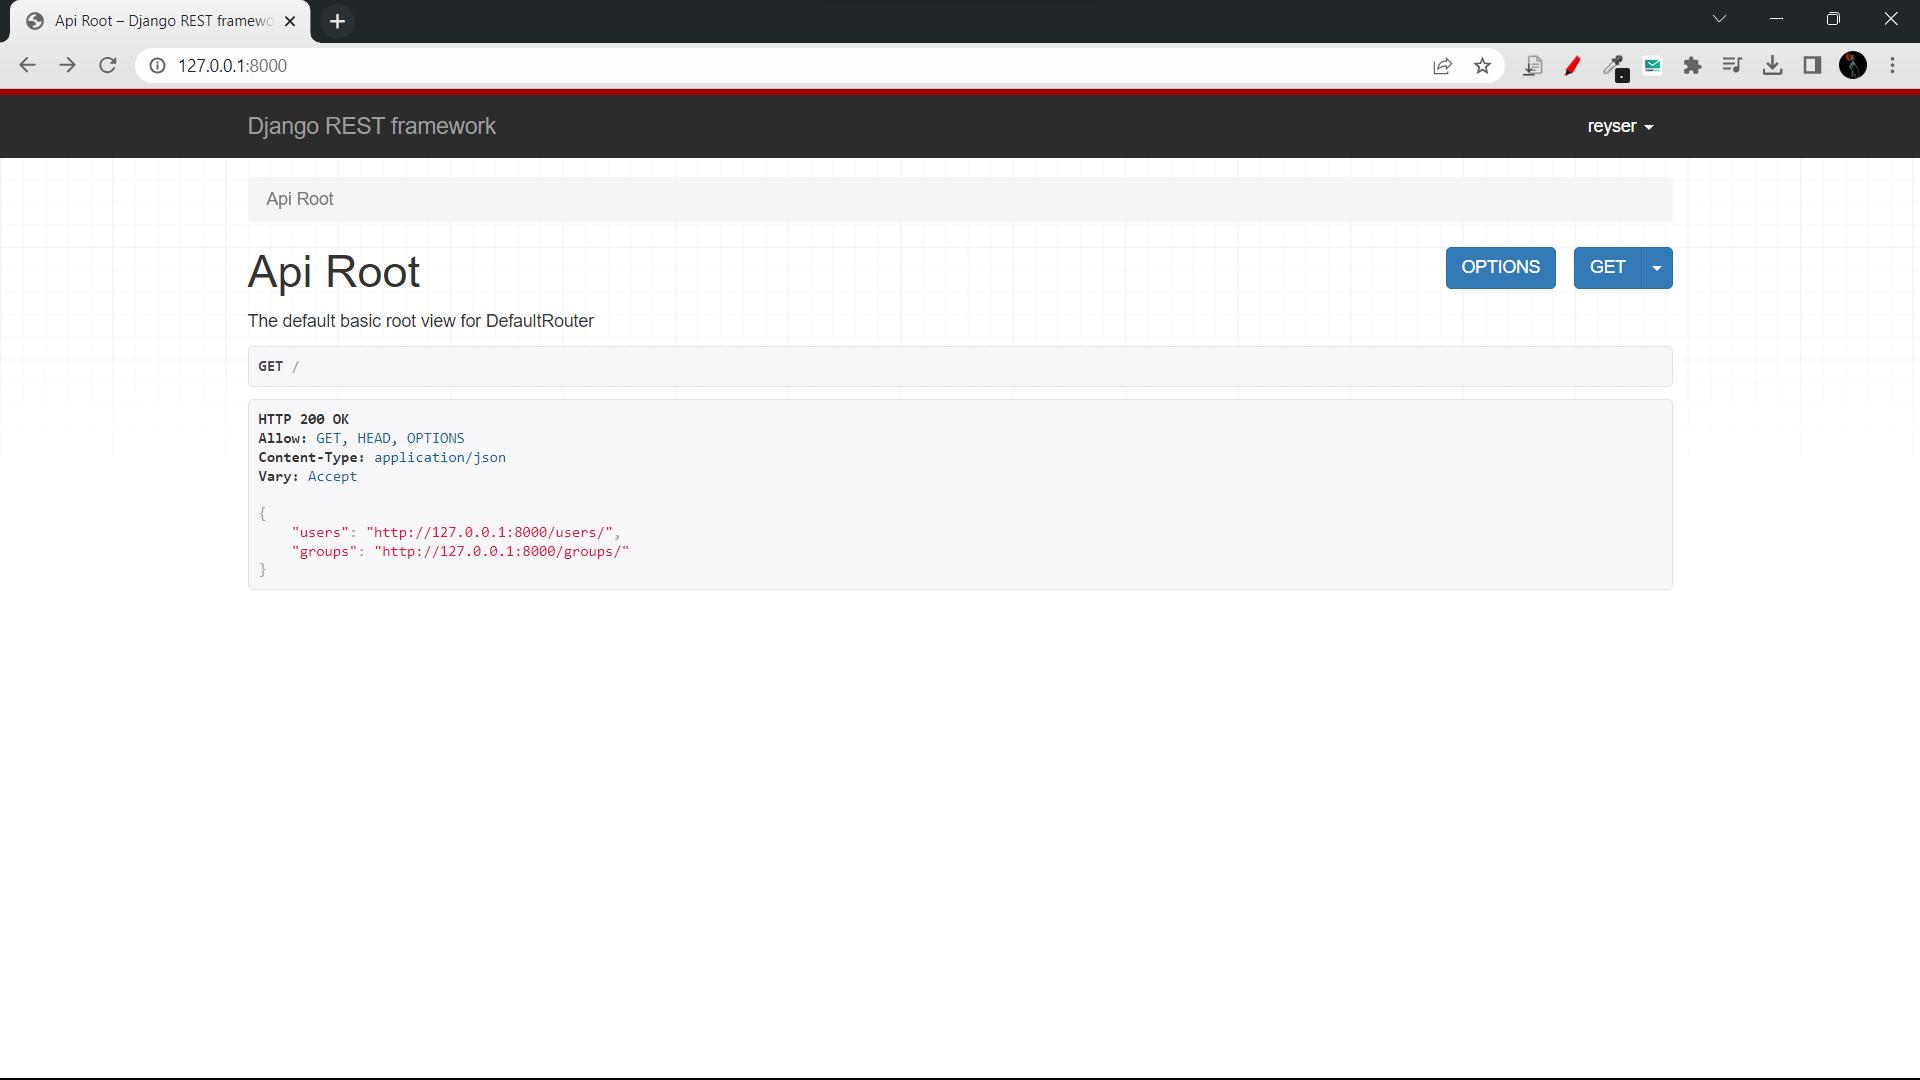 Api Root – Django REST framewo
127.0.0.1:8000
Django REST framework
reyser
Api Root
Api Root
OPTIONS
GET
The default basic root view for DefaultRouter
GET /
HTTP 200 OK
Allow: GET, HEAD, OPTIONS
Content-Type: application/json
Vary: Accept
{
"users": "http://127.0.0.1:8000/users/",
"groups": "http://127.0.0.1:8000/groups/"
}